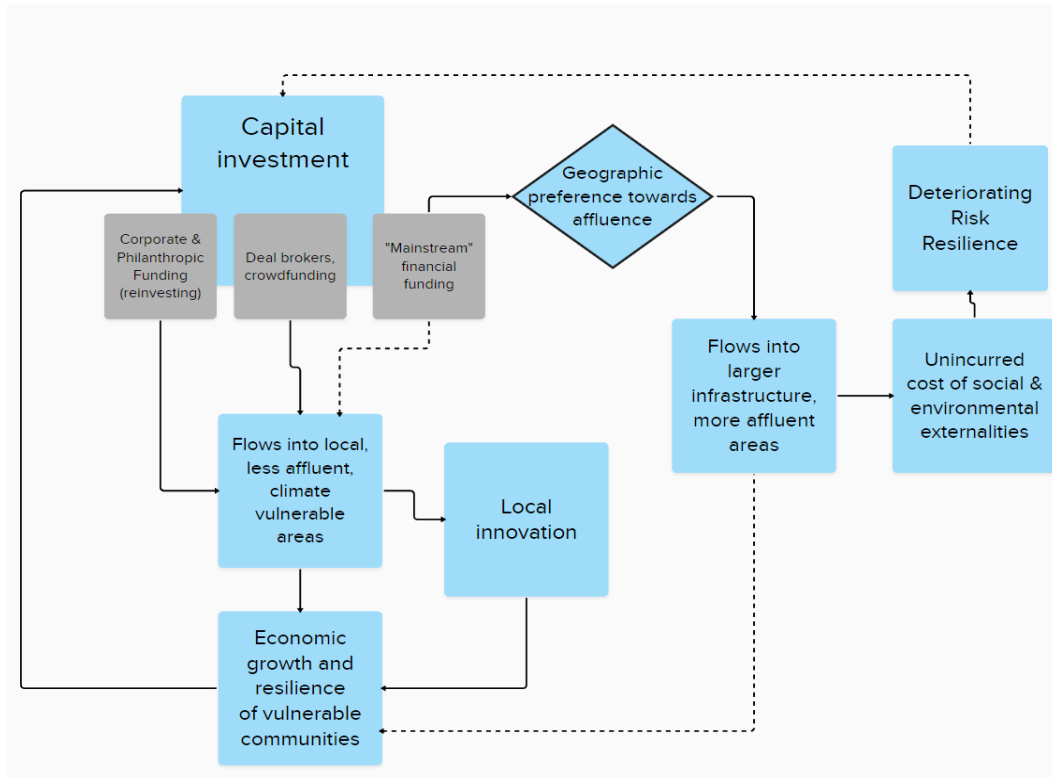 Capital
investment
Corporate &
Philanthropic
Funding
(reinvesting)
Deal brokers,
crowdfunding
"Mainstream"
financial
funding
Geographic
preference towards
affluence
Deteriorating
Risk
Resilience
Flows into
larger
infrastructure,
more affluent
areas
Unincurred
cost of social &
environmental
externalities
Flows into local,
less affluent,
climate
vulnerable
areas
Local
innovation
Economic
growth and
resilience
of vulnerable
communities